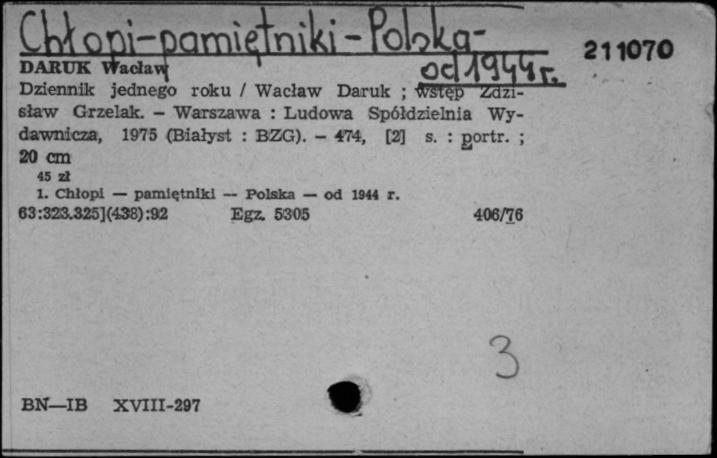 Chłopi-pamiętniki-Polska-
od 1944 r.
211070
DARUK Wacław
Dziennik jednego roku / Wacław Daruk ; wstęp Zdzi-
sław Grzelak. — Warszawa : Ludowa Spółdzielnia Wy-
dawnicza, 1975 (Białyst : BZG). — 474, [2] s. : portr. ;
20 cm
45 zł
1. Chłopi — pamiętniki — Polska — od 1944 r.
63:323.325](438):92 Egz. 5305 406/76
3
BN—IB XVIII-297